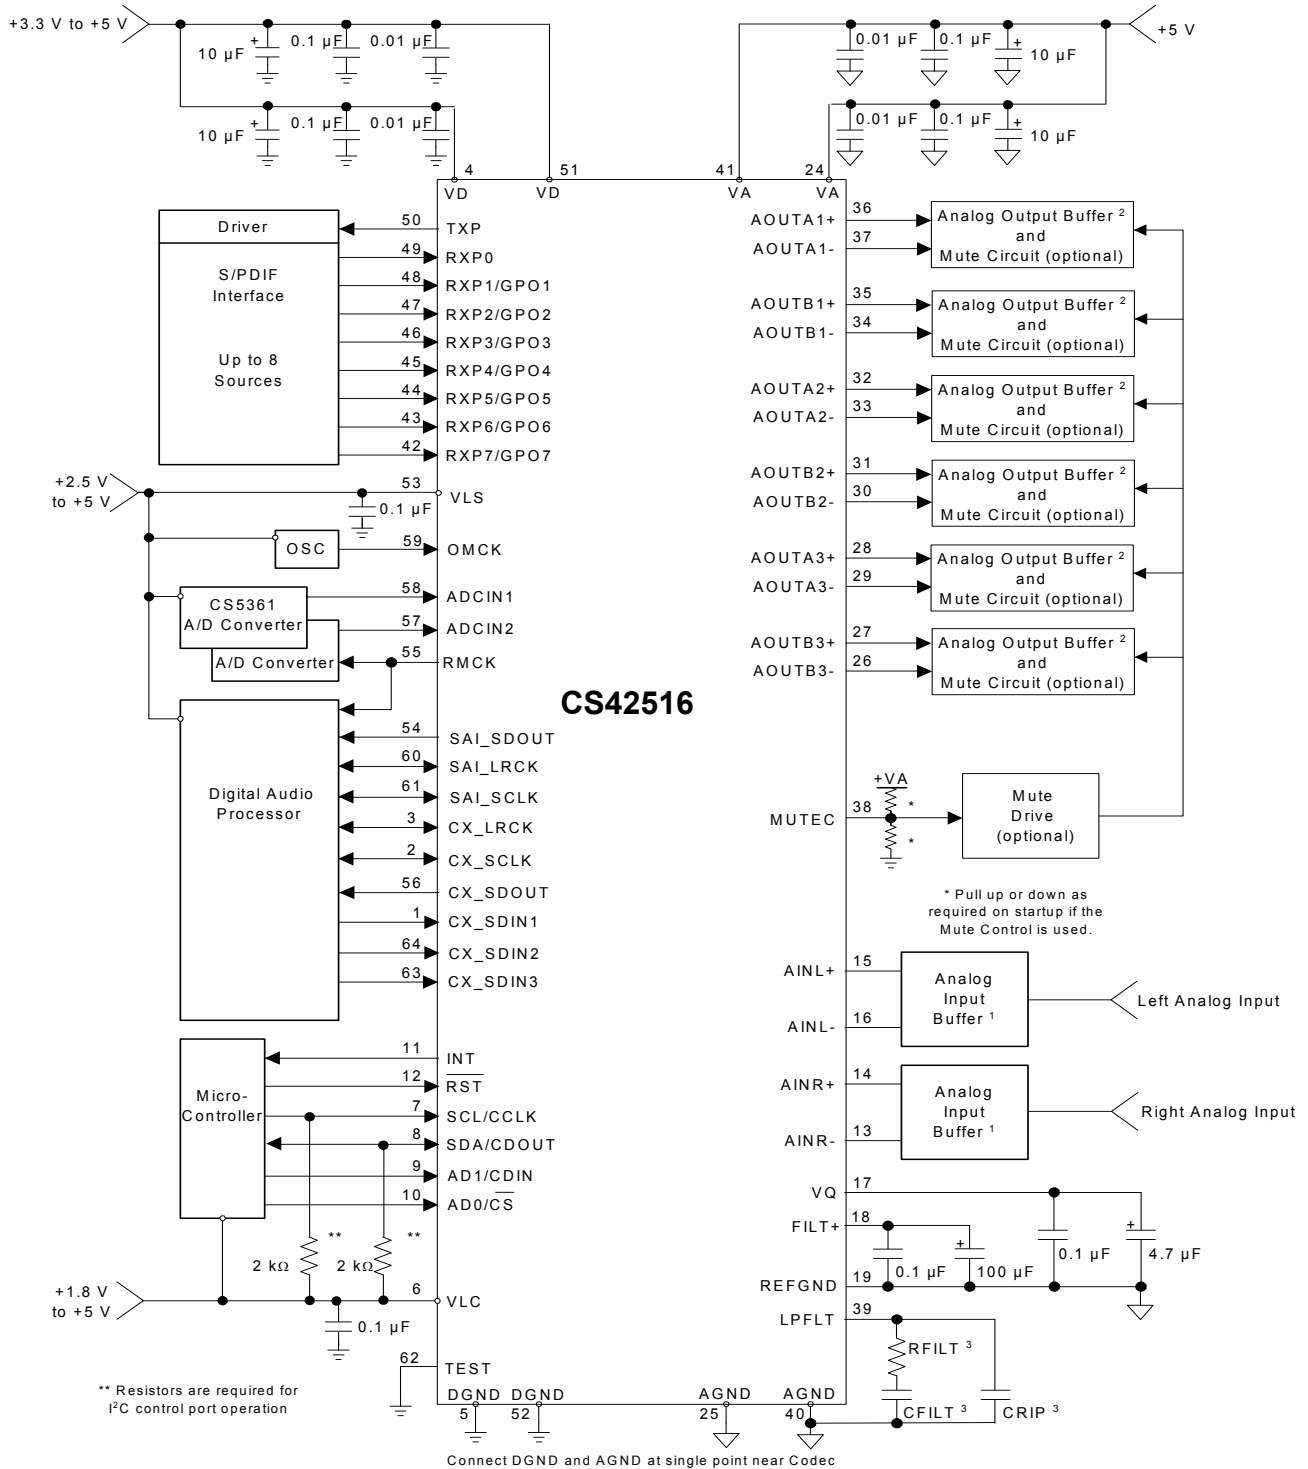 +3.3 V to +5 V
10 µF
+
0.1 µF
0.01 µF
10 µF
+
0.1 µF
0.01 µF
+5 V
0.01 µF
0.1 µF
+
10 µF
0.01 µF
0.1 µF
+
10 µF
4
51
41
24
VD
VD
VA
VA
Driver
S/PDIF
Interface
Up to 8
Sources
50
TXP
49
RXP0
48
RXP1/GPO1
47
RXP2/GPO2
46
RXP3/GPO3
45
RXP4/GPO4
44
RXP5/GPO5
43
RXP6/GPO6
42
RXP7/GPO7
+2.5 V
to +5 V
53
VLS
0.1 µF
OSC
59
OMCK
CS5361
A/D Converter
58
ADCIN1
57
ADCIN2
A/D Converter
55
RMCK
Digital Audio
Processor
54
SAI_SDOUT
60
SAI_LRCK
61
SAI_SCLK
3
CX_LRCK
2
CX_SCLK
56
CX_SDOUT
1
CX_SDIN1
64
CX_SDIN2
63
CX_SDIN3
Micro-
Controller
11
INT
12
RST
7
SCL/CCLK
8
SDA/CDOUT
9
AD1/CDIN
10
AD0/CS
**
2 kΩ
**
2 kΩ
+1.8 V
to +5 V
6
VLC
0.1 µF
62
TEST
** Resistors are required for
I²C control port operation
CS42516
AOUTA1+
36
AOUTA1-
37
Analog Output Buffer ²
and
Mute Circuit (optional)
AOUTB1+
35
AOUTB1-
34
Analog Output Buffer ²
and
Mute Circuit (optional)
AOUTA2+
32
AOUTA2-
33
Analog Output Buffer ²
and
Mute Circuit (optional)
AOUTB2+
31
AOUTB2-
30
Analog Output Buffer ²
and
Mute Circuit (optional)
AOUTA3+
28
AOUTA3-
29
Analog Output Buffer ²
and
Mute Circuit (optional)
AOUTB3+
27
AOUTB3-
26
Analog Output Buffer ²
and
Mute Circuit (optional)
+VA
*
MUTEC
38
*
Mute
Drive
(optional)
* Pull up or down as
required on startup if the
Mute Control is used.
AINL+
15
AINL-
16
Analog
Input
Buffer ¹
Left Analog Input
AINR+
14
AINR-
13
Analog
Input
Buffer ¹
Right Analog Input
VQ
17
FILT+
18
0.1 µF
+
100 µF
0.1 µF
+
4.7 µF
REFGND
19
LPFLT
39
RFILT ³
CFILT ³
CRIP ³
DGND
DGND
AGND
AGND
5
52
25
40
Connect DGND and AGND at single point near Codec